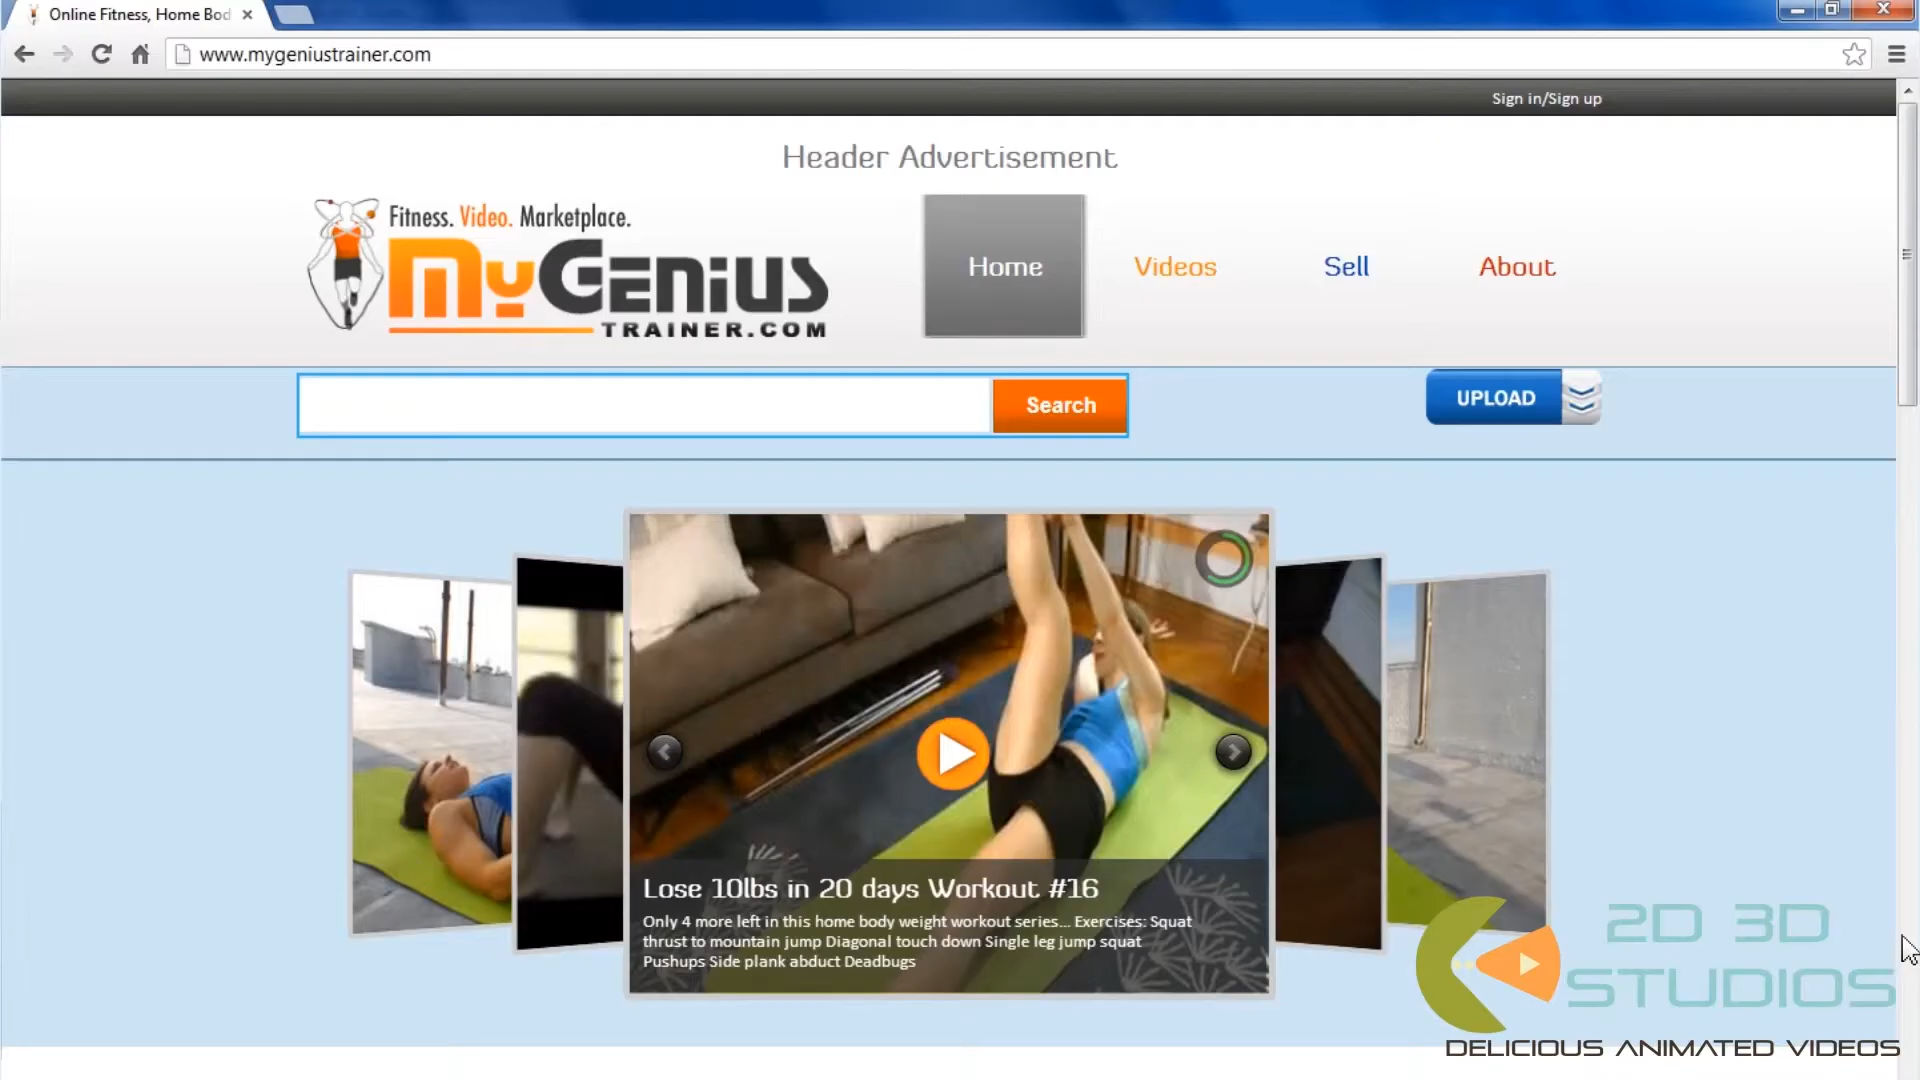 Online Fitness, Home Bod
www.mygeniustrainer.com
Sign in/Sign up
Header Advertisement
Fitness. Video. Marketplace.
MyGenius
TRAINER.COM
Home
Videos
Sell
About
Search
UPLOAD
Lose 10lbs in 20 days Workout #16
Only 4 more left in this home body weight workout series... Exercises: Squat
thrust to mountain jump Diagonal touch down Single leg jump squat
Pushups Side plank abduct Deadbugs
2D 3D
STUDIOS
DELICIOUS ANIMATED VIDEOS